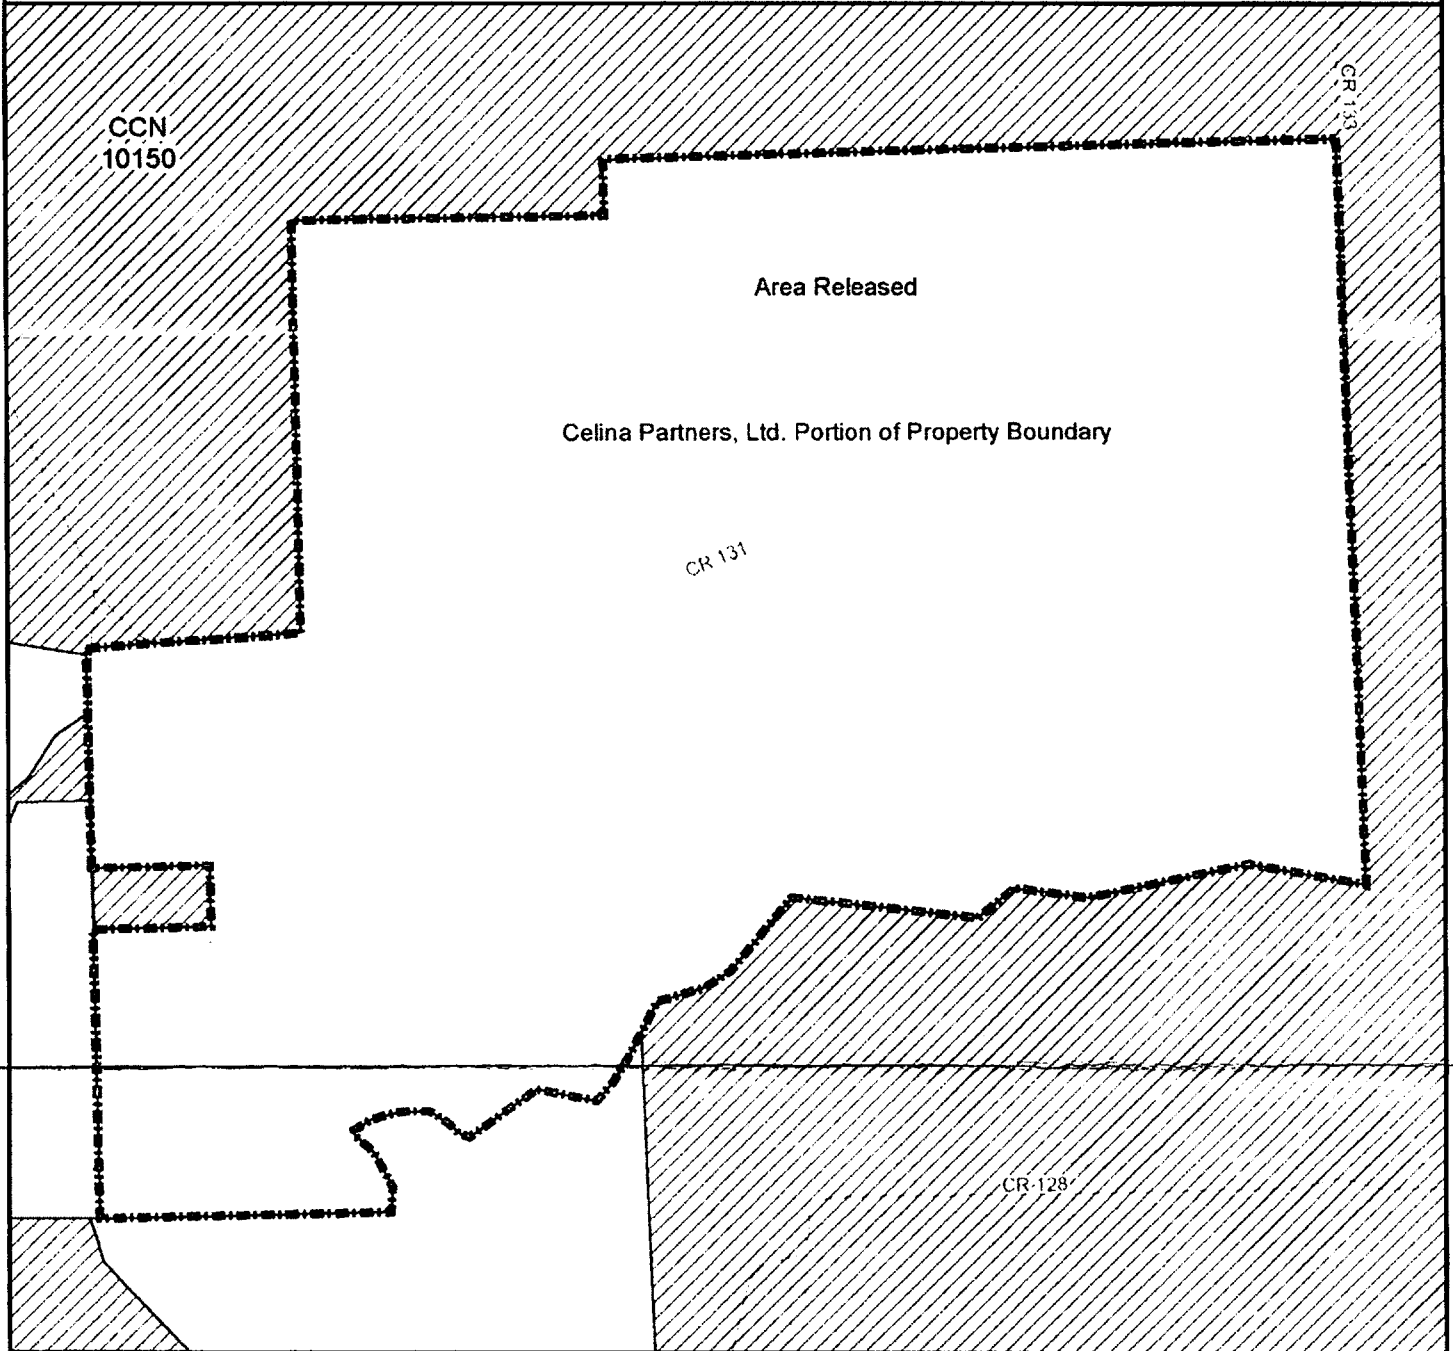 CR 133
CCN
10150
Area Released
Celina Partners, Ltd. Portion of Property Boundary
CR 131
CR 128